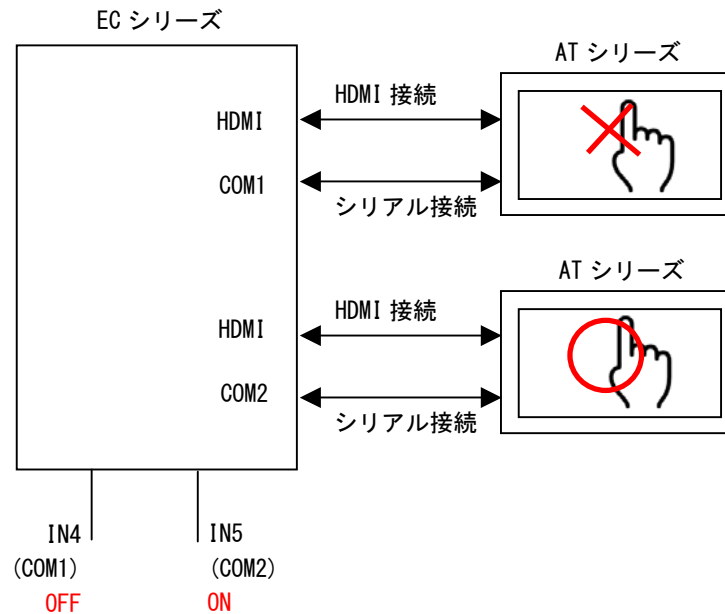 EC シリーズ
AT シリーズ
HDMI 接続
HDMI
COM1
シリアル接続
AT シリーズ
HDMI 接続
HDMI
COM2
シリアル接続
IN4
IN5
(COM1)
(COM2)
OFF
ON